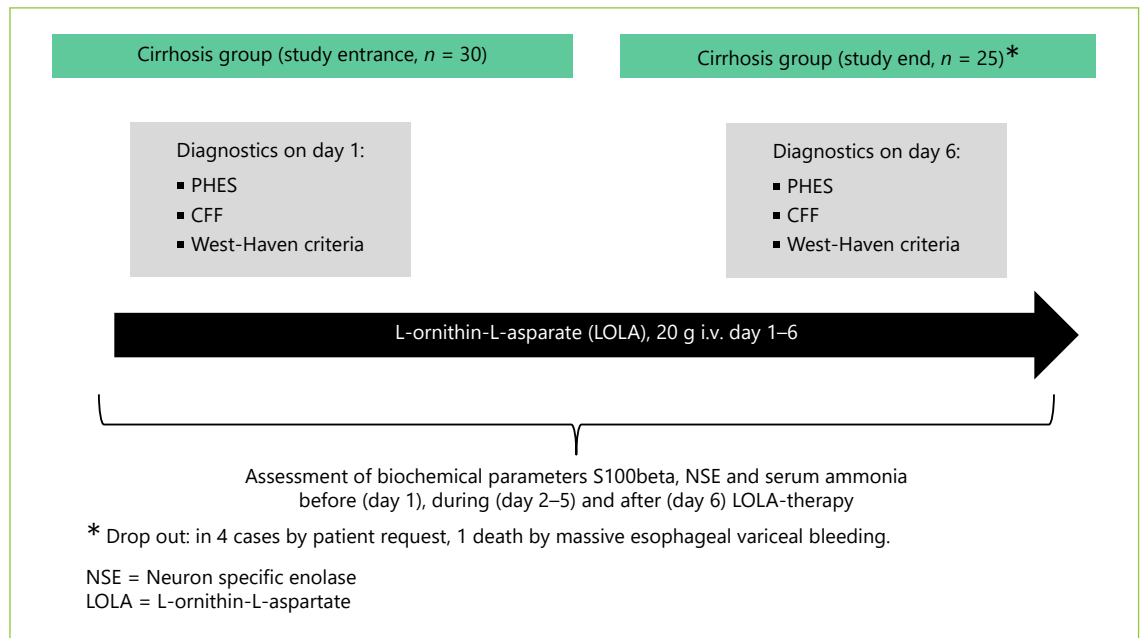 Cirrhosis group (study entrance, n = 30)
Cirrhosis group (study end, n = 25)*
Diagnostics on day 1:
▪ PHES
▪ CFF
▪ West-Haven criteria
Diagnostics on day 6:
▪ PHES
▪ CFF
▪ West-Haven criteria
L-ornithin-L-asparate (LOLA), 20 g i.v. day 1–6
Assessment of biochemical parameters S100beta, NSE and serum ammonia
before (day 1), during (day 2–5) and after (day 6) LOLA-therapy
* Drop out: in 4 cases by patient request, 1 death by massive esophageal variceal bleeding.
NSE = Neuron specific enolase
LOLA = L-ornithin-L-aspartate